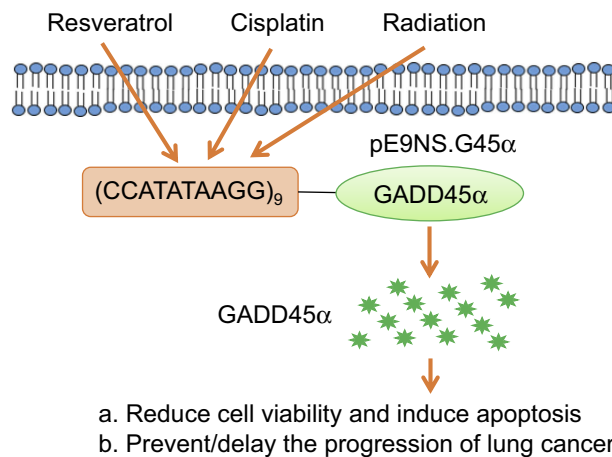 Resveratrol Cisplatin Radiation
pE9NS.G45α
(CCATATAAGG)₉ GADD45α
GADD45α
a. Reduce cell viability and induce apoptosis
b. Prevent/delay the progression of lung cancer